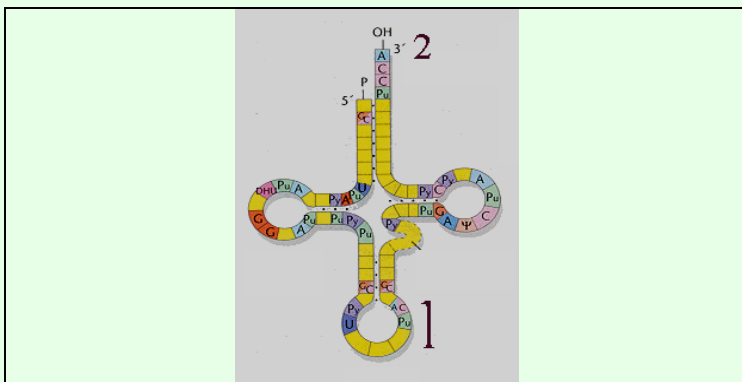 OH
3´ 2
A
C
P
C
5´ Pu
G C
Py A
DHU Pu A U Py C Pu
Py A Pu
G Pu G C
G A Pu Pu Py Py A Ψ
Pu
G C G C
Py A C
U Pu 1